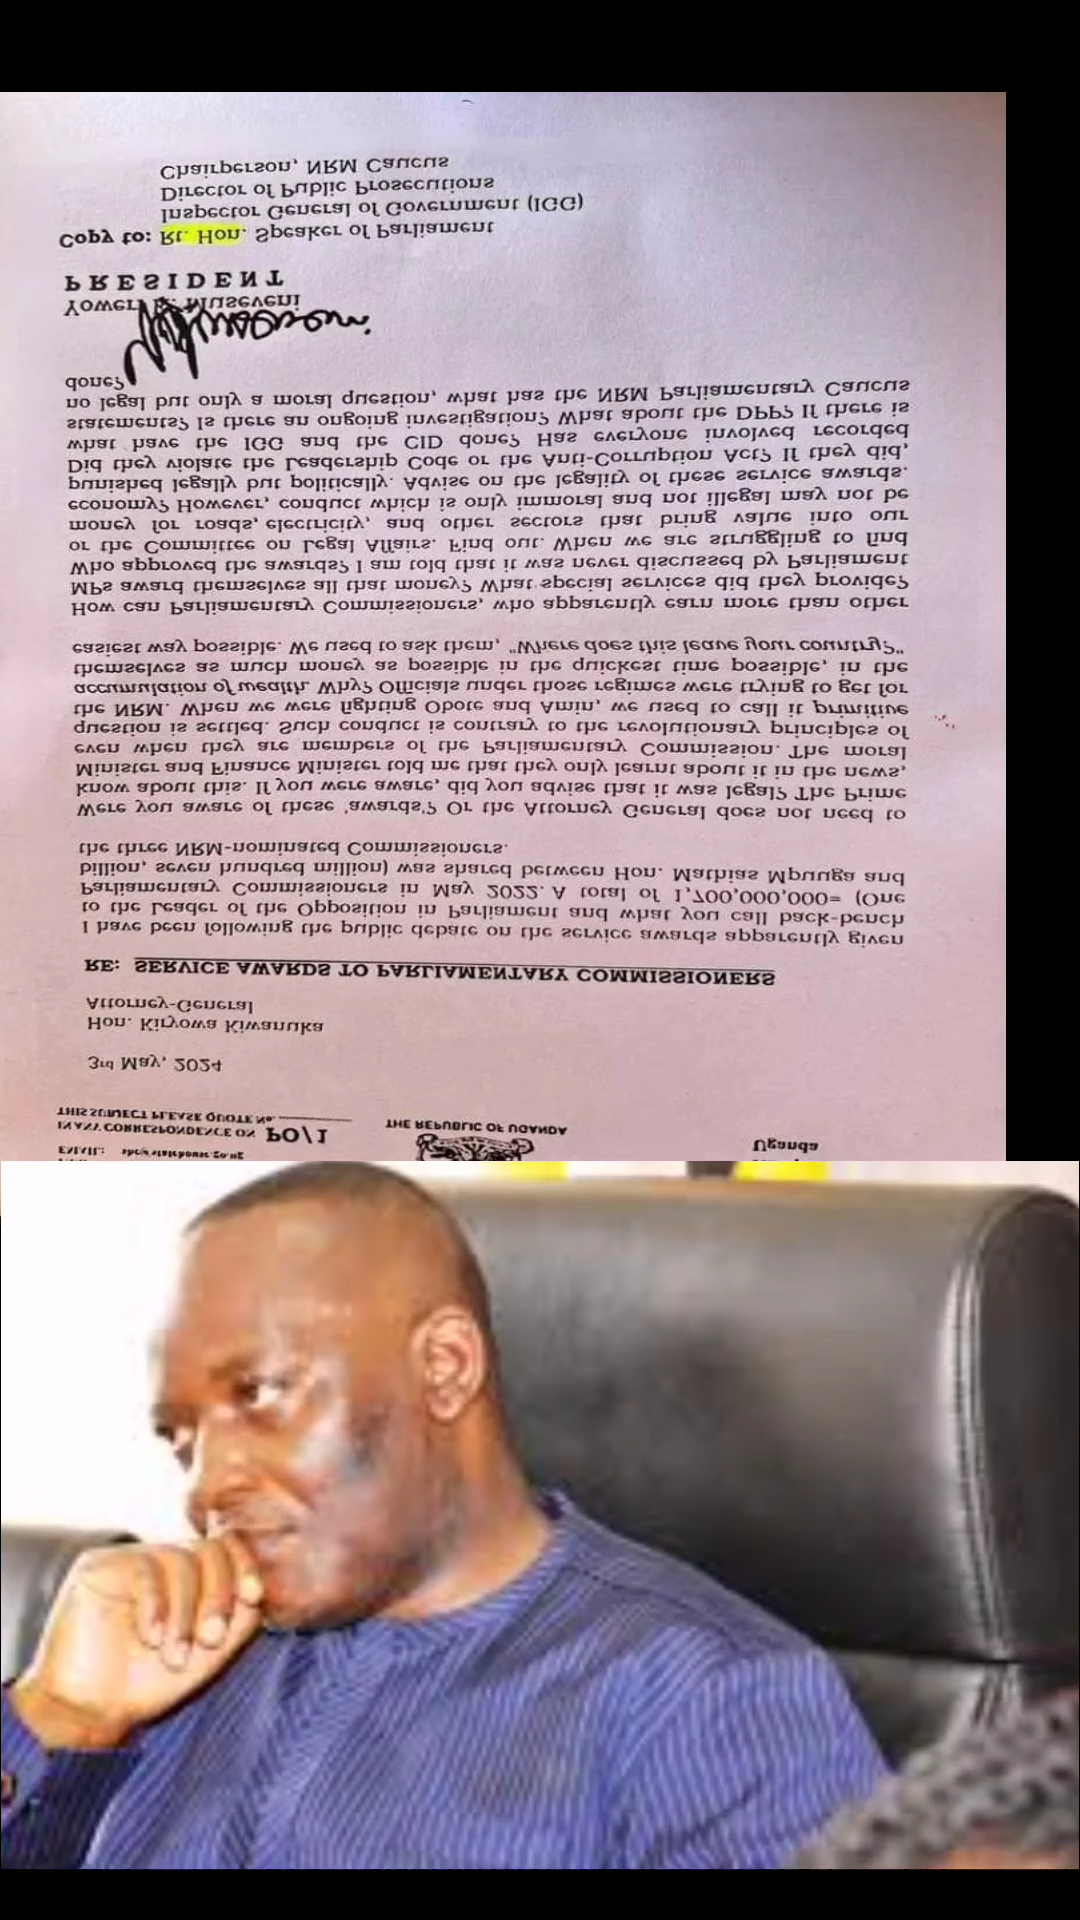 EMAIL: shc@statehouse.go.ug
Uganda
IN ANY CORRESPONDENCE ON PO/1
THIS SUBJECT PLEASE QUOTE No.
THE REPUBLIC OF UGANDA
3rd May, 2024
Hon. Kiryowa Kiwanuka
Attorney-General
RE: SERVICE AWARDS TO PARLIAMENTARY COMMISSIONERS
I have been following the public debate on the service awards apparently given
to the Leader of the Opposition in Parliament and what you call back-bench
Parliamentary Commissioners in May 2022. A total of 1,700,000,000= (One
billion, seven hundred million) was shared between Hon. Mathias Mpuuga and
the three NRM-nominated Commissioners.
Were you aware of these 'awards'? Or the Attorney General does not need to
know about this. If you were aware, did you advise that it was legal? The Prime
Minister and Finance Minister told me that they only learnt about it in the news,
even when they are members of the Parliamentary Commission. The moral
question is settled. Such conduct is contrary to the revolutionary principles of
the NRM. When we were fighting Obote and Amin, we used to call it primitive
accumulation of wealth. Why? Officials under those regimes were trying to get for
themselves as much money as possible in the quickest time possible, in the
easiest way possible. We used to ask them, "Where does this leave your country?"
How can Parliamentary Commissioners, who apparently earn more than other
MPs award themselves all that money? What special services did they provide?
Who approved the awards? I am told that it was never discussed by Parliament
or the Committee on Legal Affairs. Find out. When we are struggling to find
money for roads, electricity, and other sectors that bring value into our
economy? However, conduct which is only immoral and not illegal may not be
punished legally but politically. Advise on the legality of these service awards.
Did they violate the Leadership Code or the Anti-Corruption Act? If they did,
what have the IGG and the CID done? Has everyone involved recorded
statements? Is there an ongoing investigation? What about the DPP? If there is
no legal but only a moral question, what has the NRM Parliamentary Caucus
done?
Yoweri K. Museveni
PRESIDENT
Copy to: Rt. Hon. Speaker of Parliament
Inspector General of Government (IGG)
Director of Public Prosecutions
Chairperson, NRM Caucus